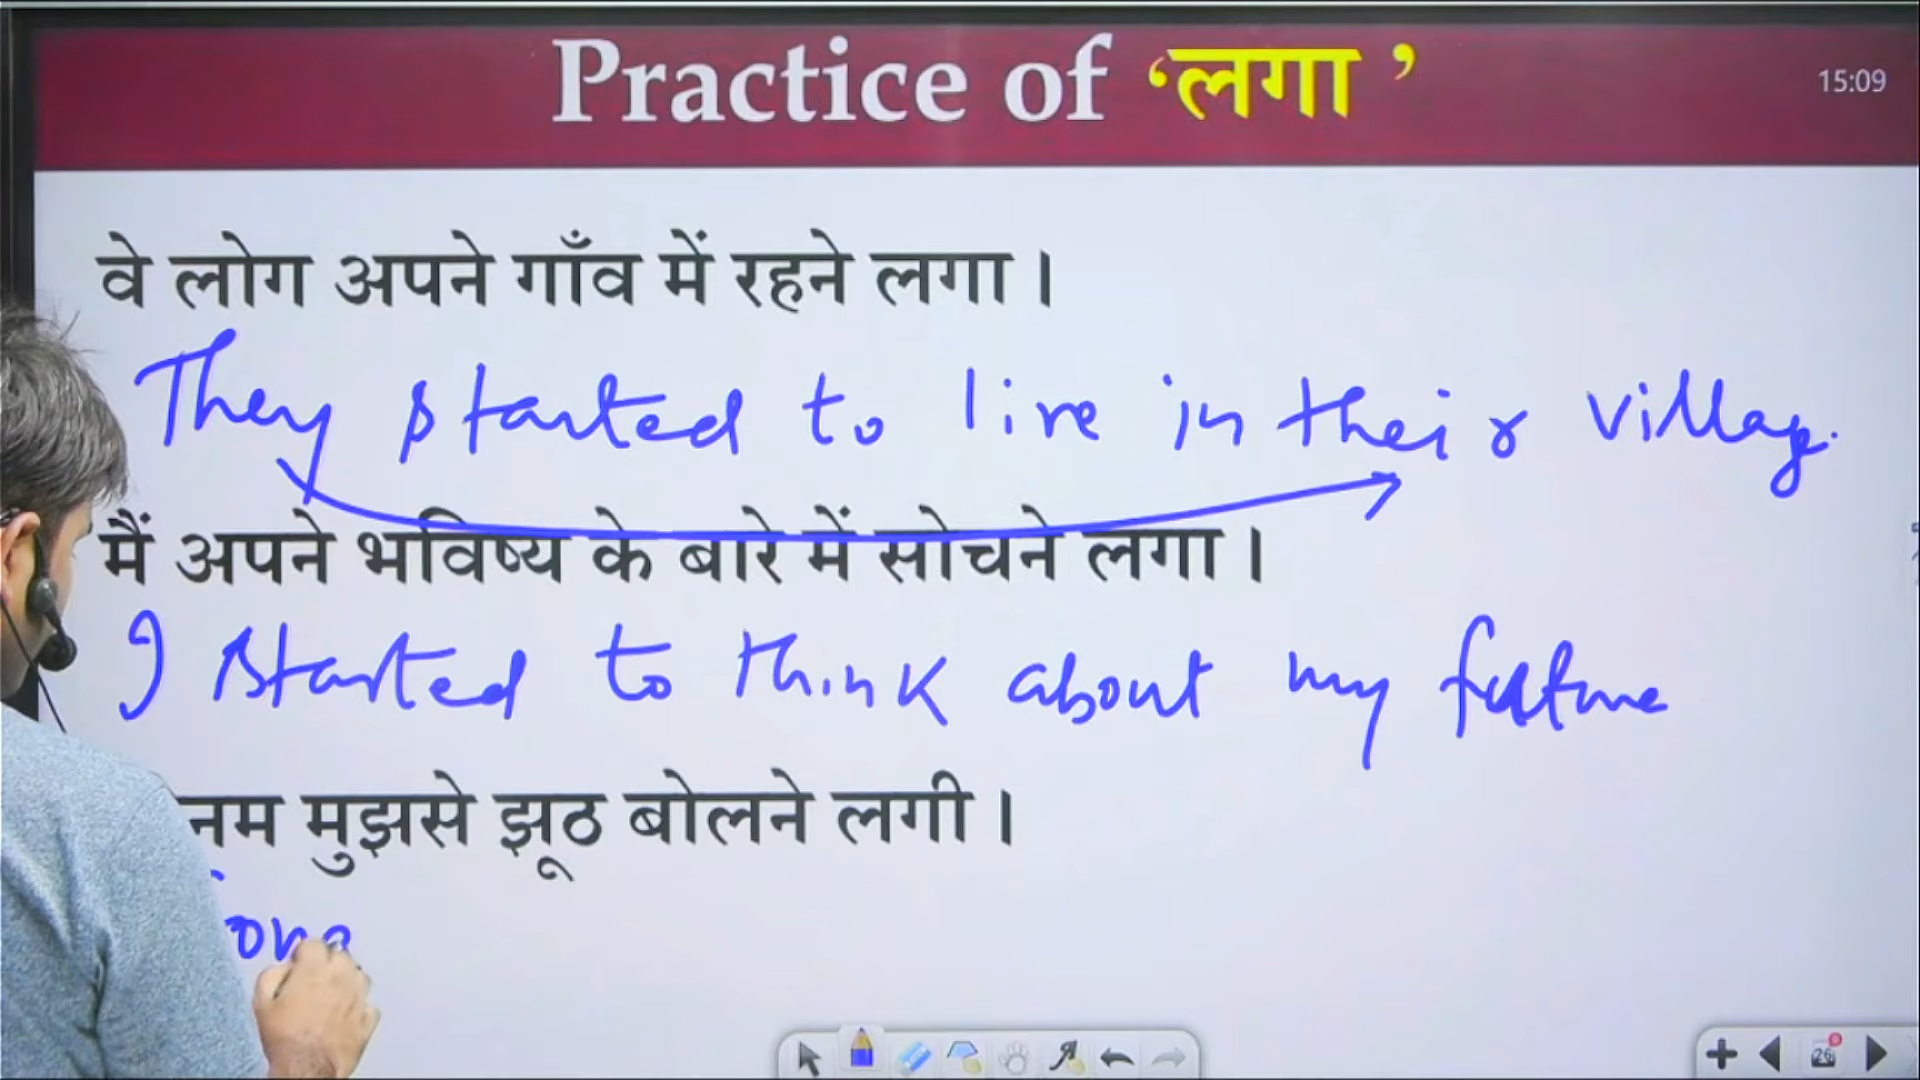 Practice of ‘लगा ’
15:09
वे लोग अपने गाँव में रहने लगा।
They started to live in their village.
मैं अपने भविष्य के बारे में सोचने लगा।
I started to think about my future
मुझसे झूठ बोलने लगी।
26